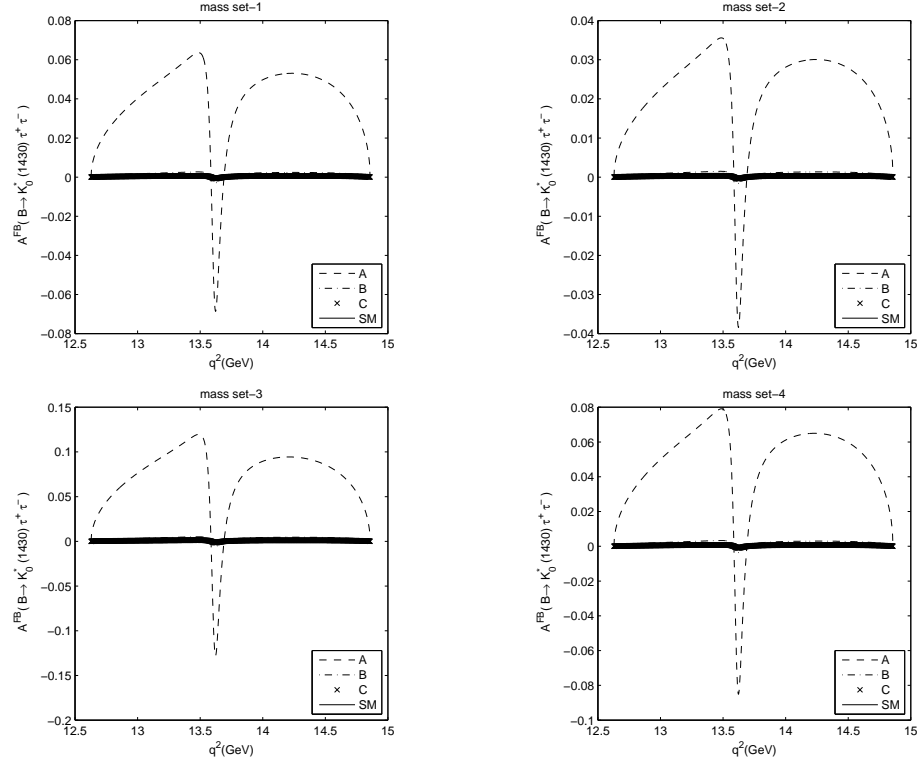 mass set−1
A^FB( B→ K_0^* (1430) τ^+ τ^− )
0.08
0.06
0.04
0.02
0
−0.02
−0.04
−0.06
−0.08
12.5 13 13.5 14 14.5 15
q^2(GeV)
A
B
C
SM
mass set−2
A^FB( B→ K_0^* (1430) τ^+ τ^− )
0.04
0.03
0.02
0.01
0
−0.01
−0.02
−0.03
−0.04
12.5 13 13.5 14 14.5 15
q^2(GeV)
A
B
C
SM
mass set−3
A^FB( B→ K_0^* (1430) τ^+ τ^− )
0.15
0.1
0.05
0
−0.05
−0.1
−0.15
−0.2
12.5 13 13.5 14 14.5 15
q^2(GeV)
A
B
C
SM
mass set−4
A^FB( B→ K_0^* (1430) τ^+ τ^− )
0.08
0.06
0.04
0.02
0
−0.02
−0.04
−0.06
−0.08
−0.1
12.5 13 13.5 14 14.5 15
q^2(GeV)
A
B
C
SM